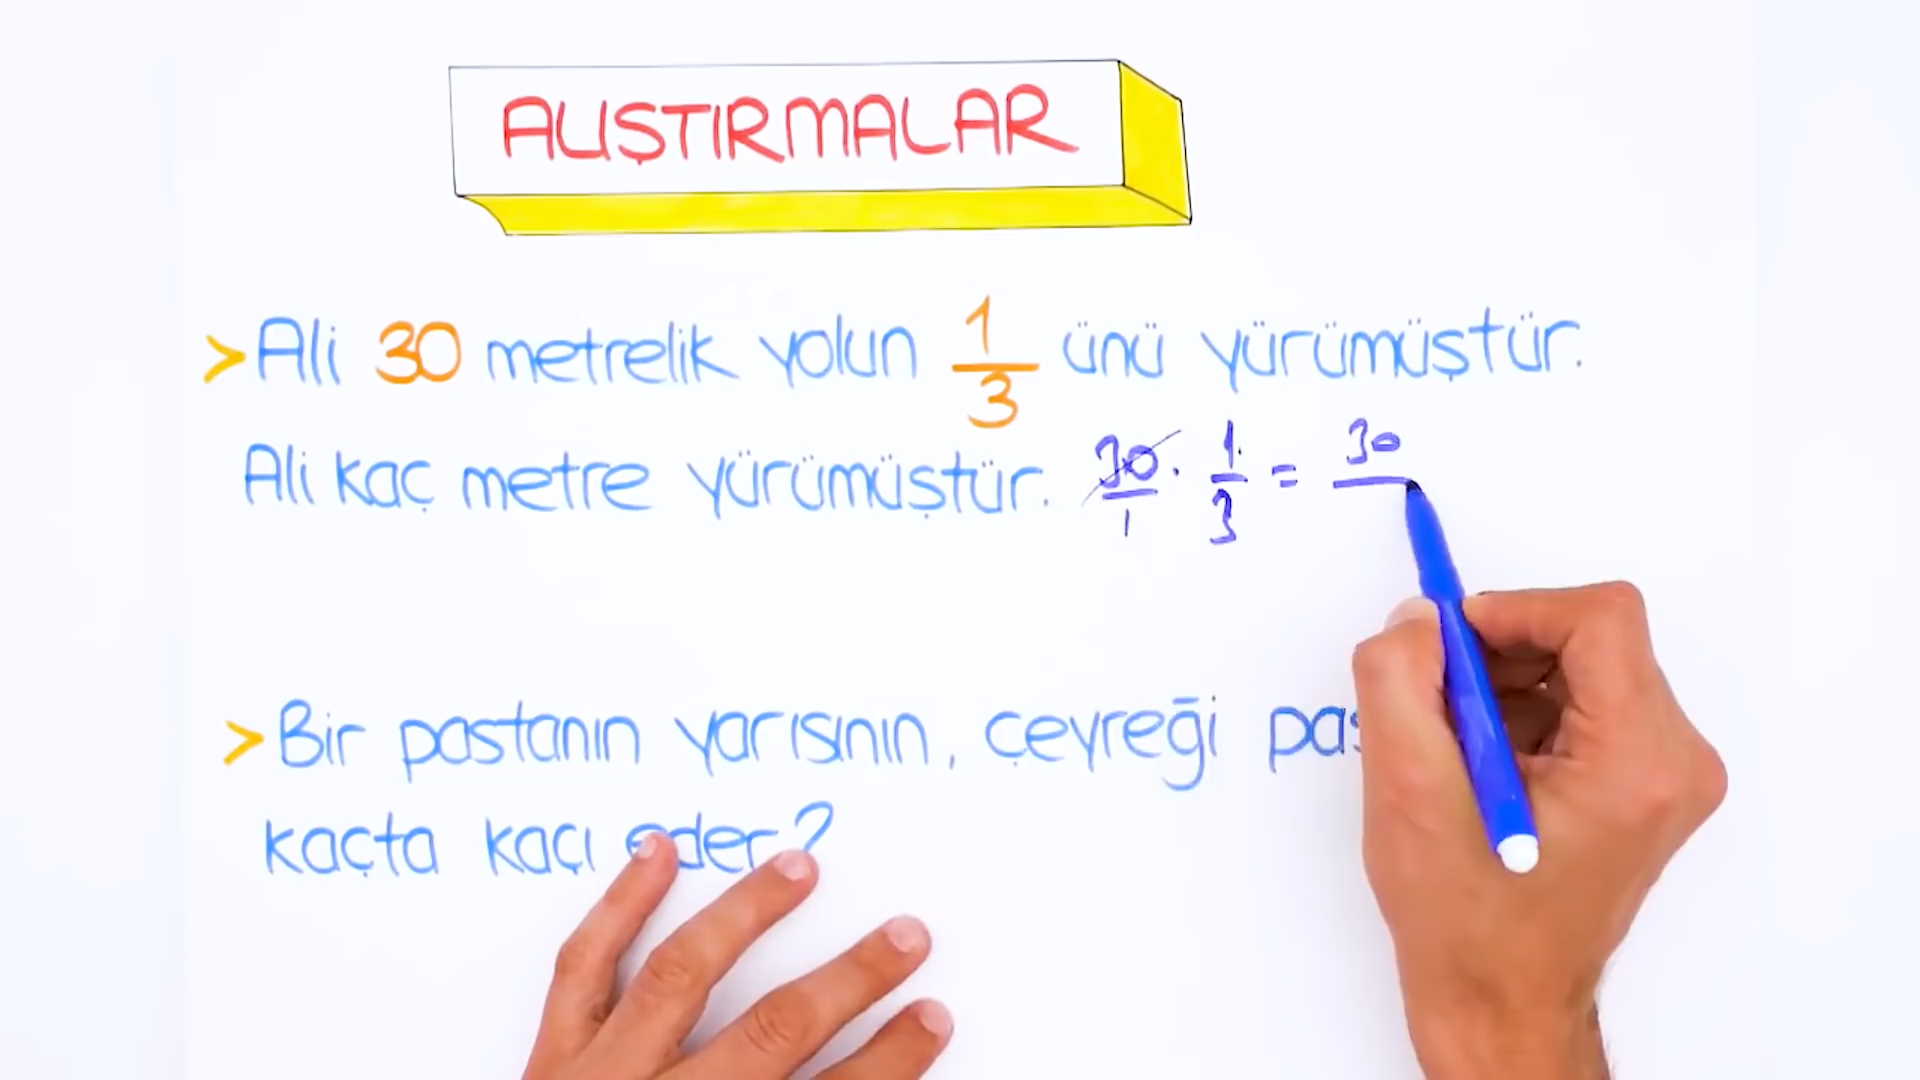 ALIŞTIRMALAR
> Ali 30 metrelik yolun 1/3 ünü yürümüştür.
Ali kaç metre yürümüştür. 30/1 . 1/3 = 30
> Bir pastanın yarısının, çeyreği
kaçta kaçı eder?